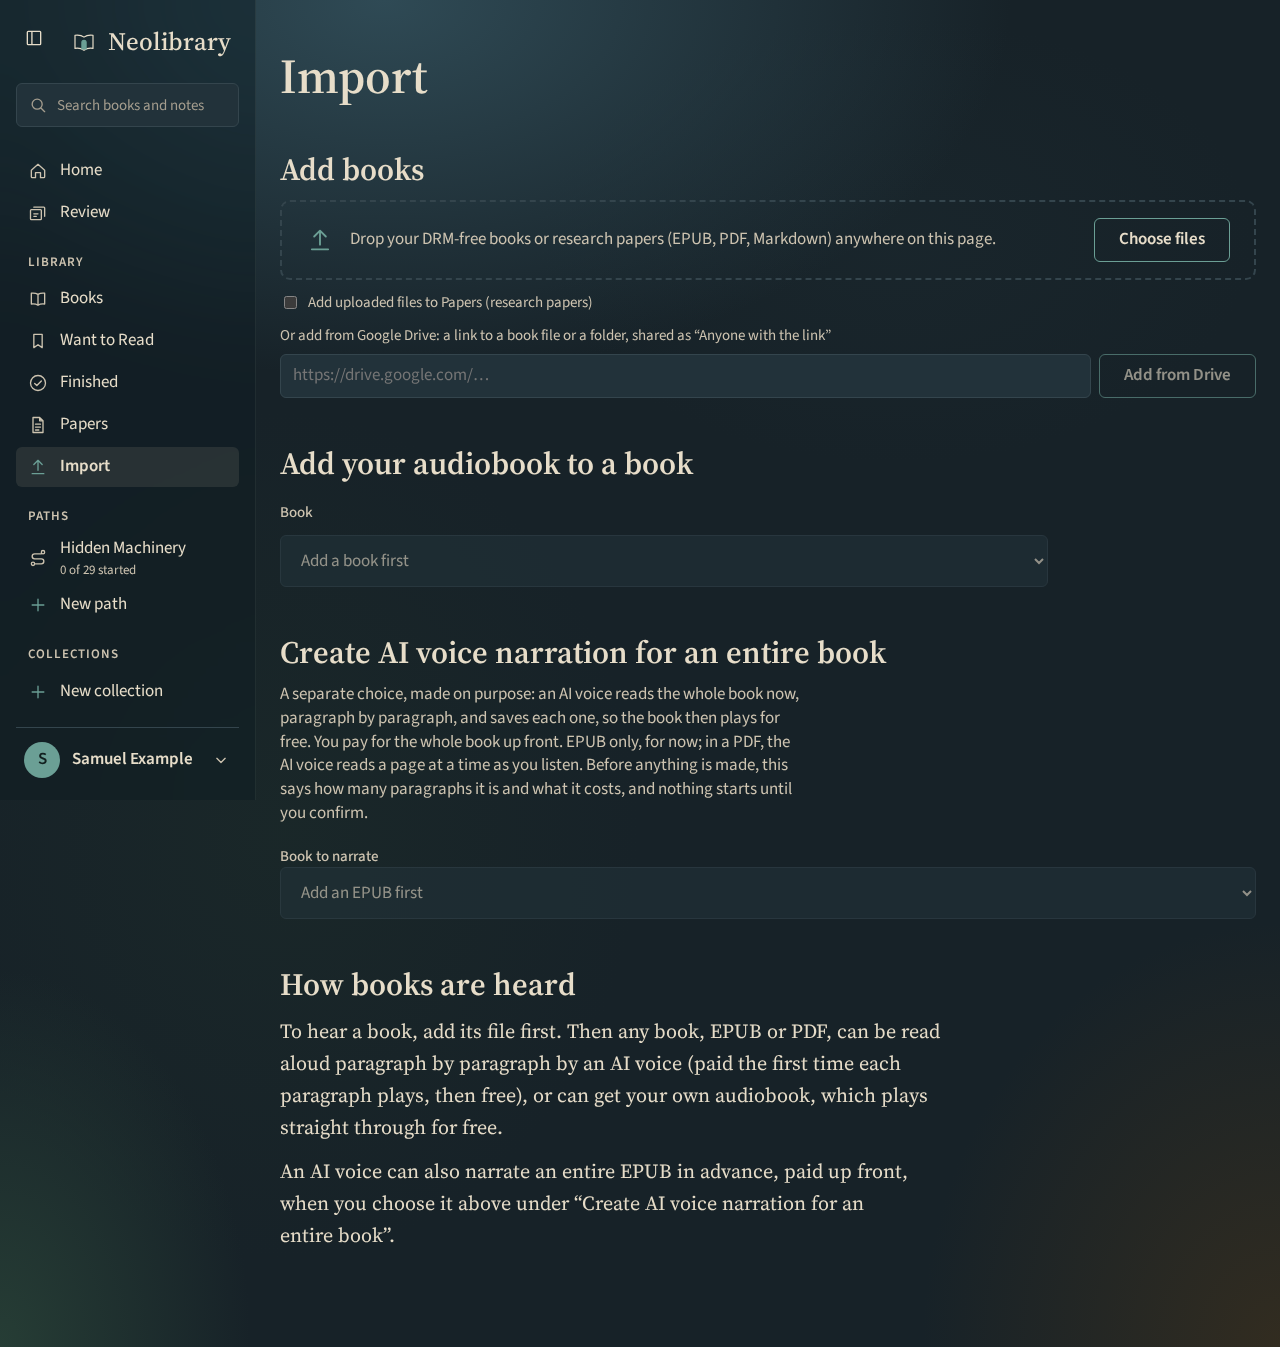 Neolibrary
Search books and notes
Home
Review
LIBRARY
Books
Want to Read
Finished
Papers
Import
PATHS
Hidden Machinery
0 of 29 started
New path
COLLECTIONS
New collection
S
Samuel Example
Import
Add books
Drop your DRM-free books or research papers (EPUB, PDF, Markdown) anywhere on this page.
Choose files
Add uploaded files to Papers (research papers)
Or add from Google Drive: a link to a book file or a folder, shared as “Anyone with the link”
https://drive.google.com/…
Add from Drive
Add your audiobook to a book
Book
Add a book first
Create AI voice narration for an entire book
A separate choice, made on purpose: an AI voice reads the whole book now,
paragraph by paragraph, and saves each one, so the book then plays for
free. You pay for the whole book up front. EPUB only, for now; in a PDF, the
AI voice reads a page at a time as you listen. Before anything is made, this
says how many paragraphs it is and what it costs, and nothing starts until
you confirm.
Book to narrate
Add an EPUB first
How books are heard
To hear a book, add its file first. Then any book, EPUB or PDF, can be read
aloud paragraph by paragraph by an AI voice (paid the first time each
paragraph plays, then free), or can get your own audiobook, which plays
straight through for free.
An AI voice can also narrate an entire EPUB in advance, paid up front,
when you choose it above under “Create AI voice narration for an
entire book”.